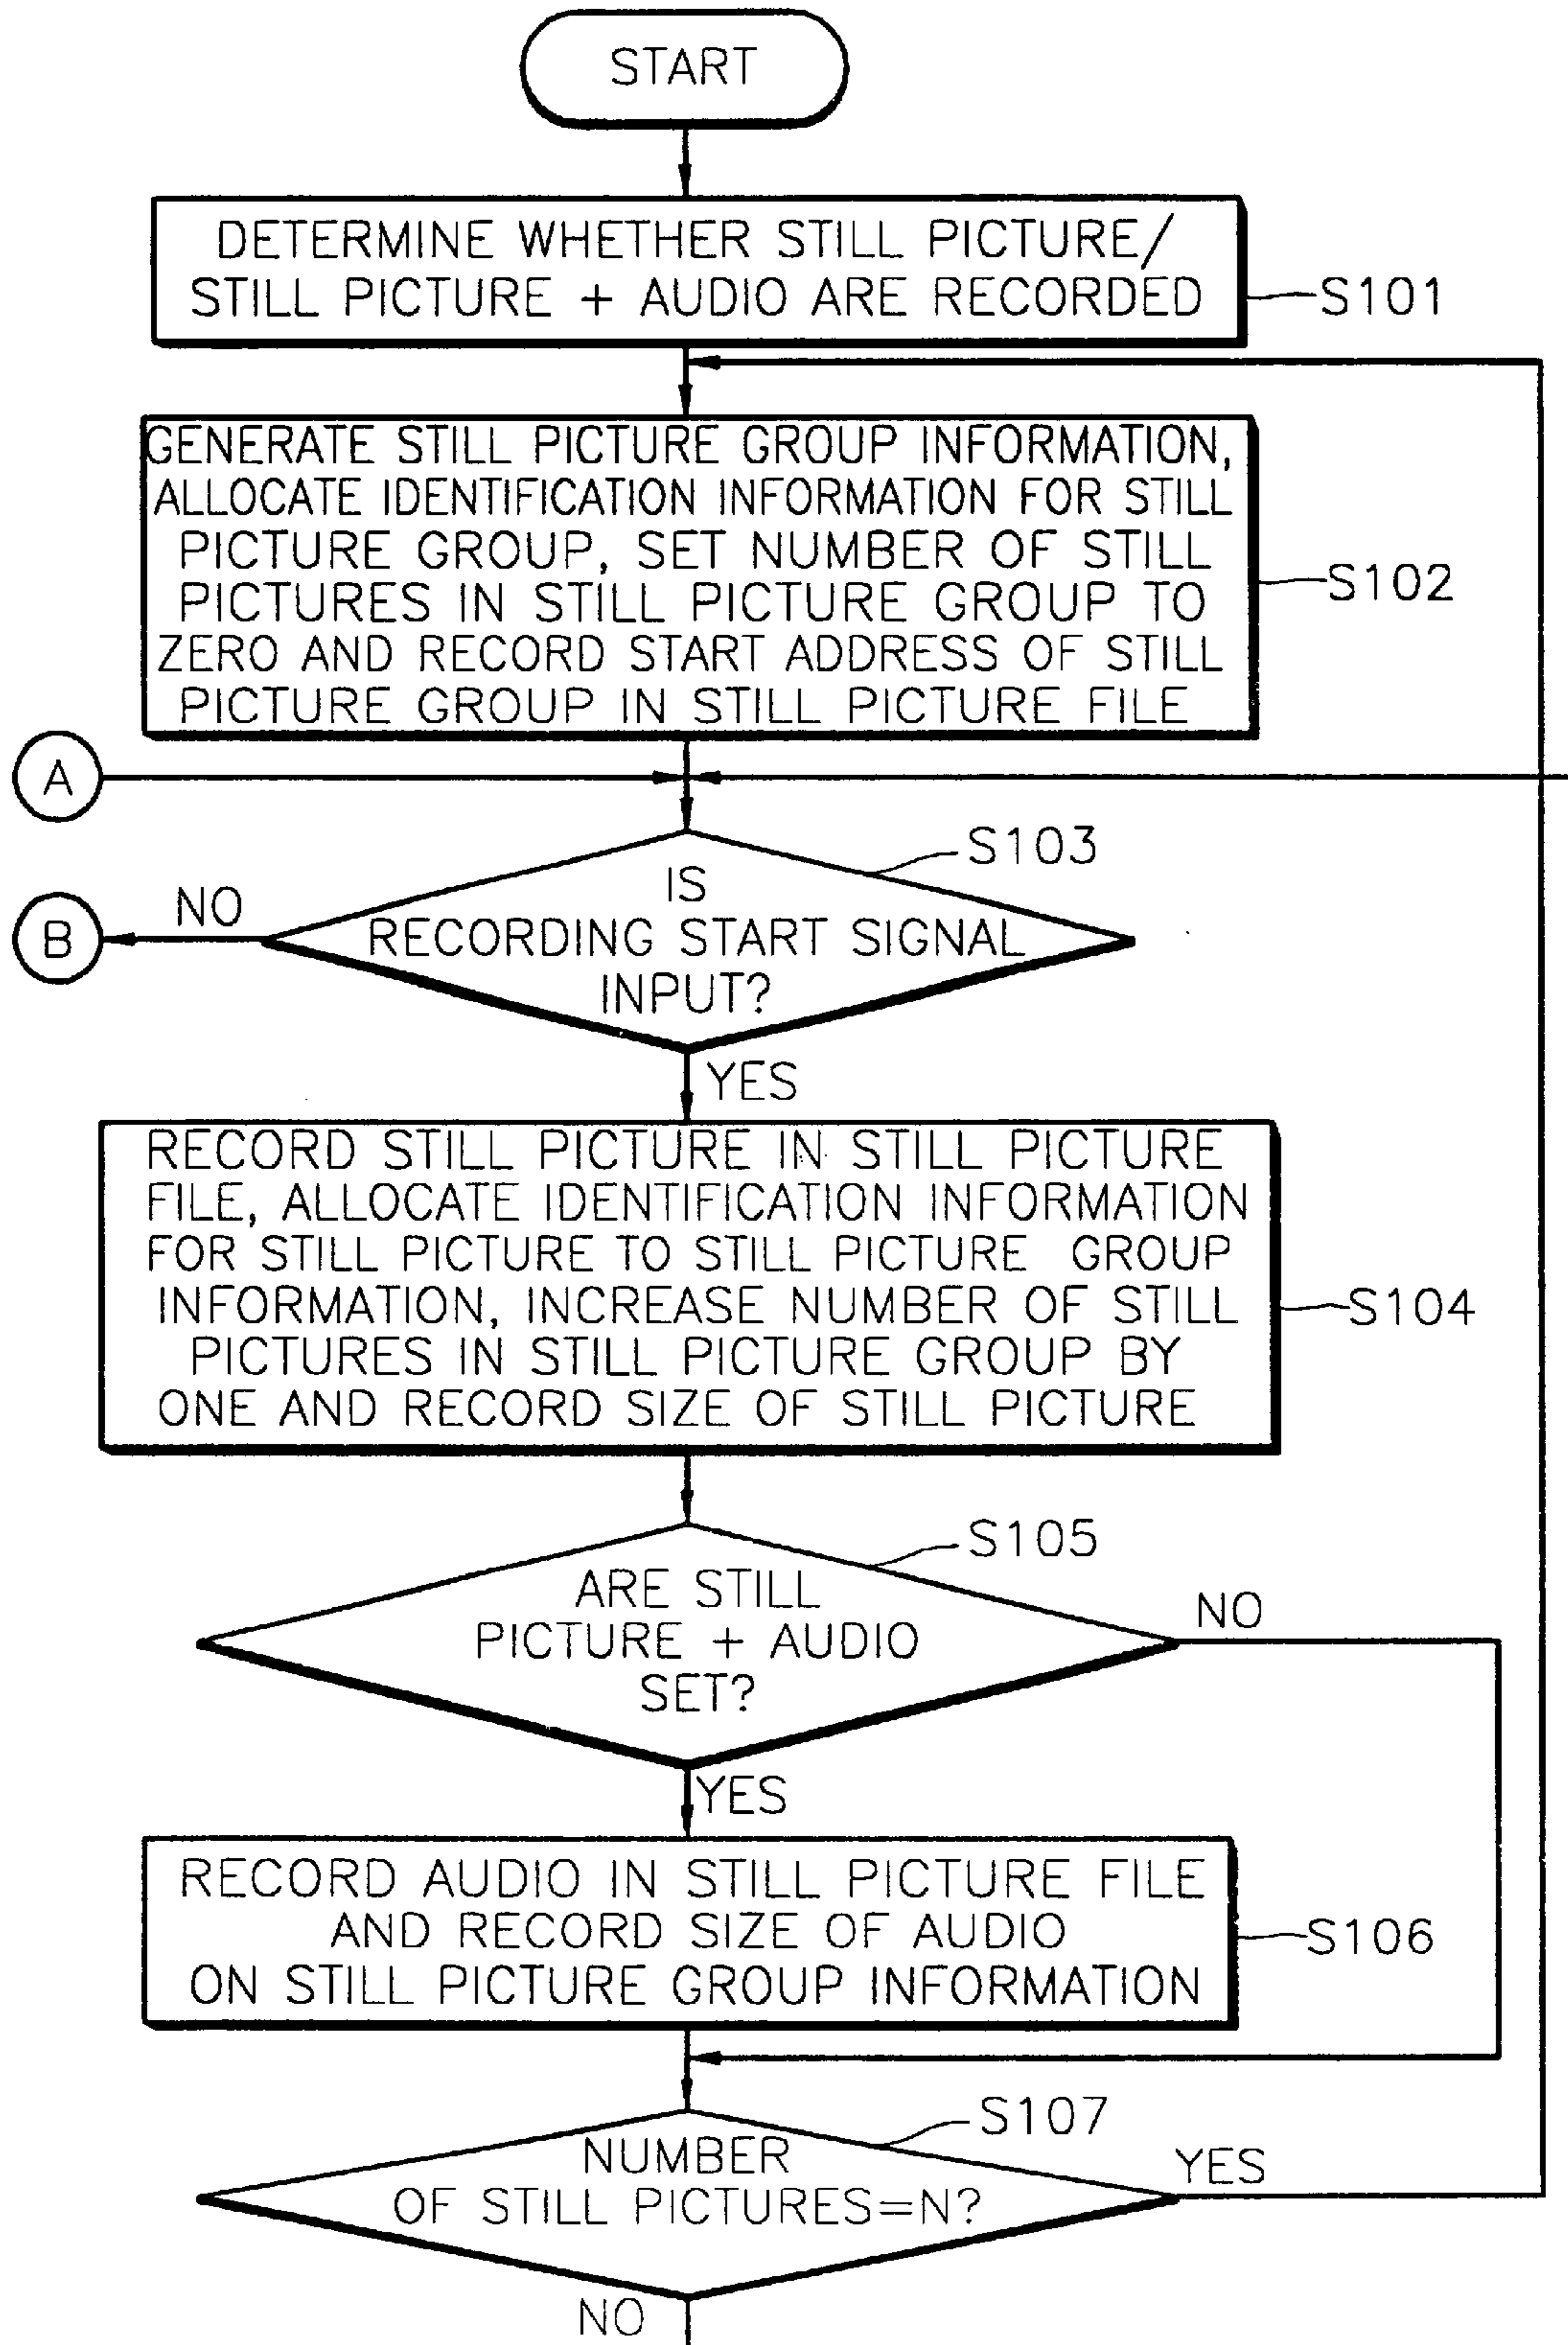 START
DETERMINE WHETHER STILL PICTURE/
STILL PICTURE + AUDIO ARE RECORDED
S101
GENERATE STILL PICTURE GROUP INFORMATION,
ALLOCATE IDENTIFICATION INFORMATION FOR STILL
PICTURE GROUP, SET NUMBER OF STILL
PICTURES IN STILL PICTURE GROUP TO
ZERO AND RECORD START ADDRESS OF STILL
PICTURE GROUP IN STILL PICTURE FILE
S102
A
S103
IS
RECORDING START SIGNAL
INPUT?
NO
B
YES
RECORD STILL PICTURE IN STILL PICTURE
FILE, ALLOCATE IDENTIFICATION INFORMATION
FOR STILL PICTURE TO STILL PICTURE GROUP
INFORMATION, INCREASE NUMBER OF STILL
PICTURES IN STILL PICTURE GROUP BY
ONE AND RECORD SIZE OF STILL PICTURE
S104
S105
ARE STILL
PICTURE + AUDIO
SET?
NO
YES
RECORD AUDIO IN STILL PICTURE FILE
AND RECORD SIZE OF AUDIO
ON STILL PICTURE GROUP INFORMATION
S106
S107
NUMBER
OF STILL PICTURES=N?
YES
NO